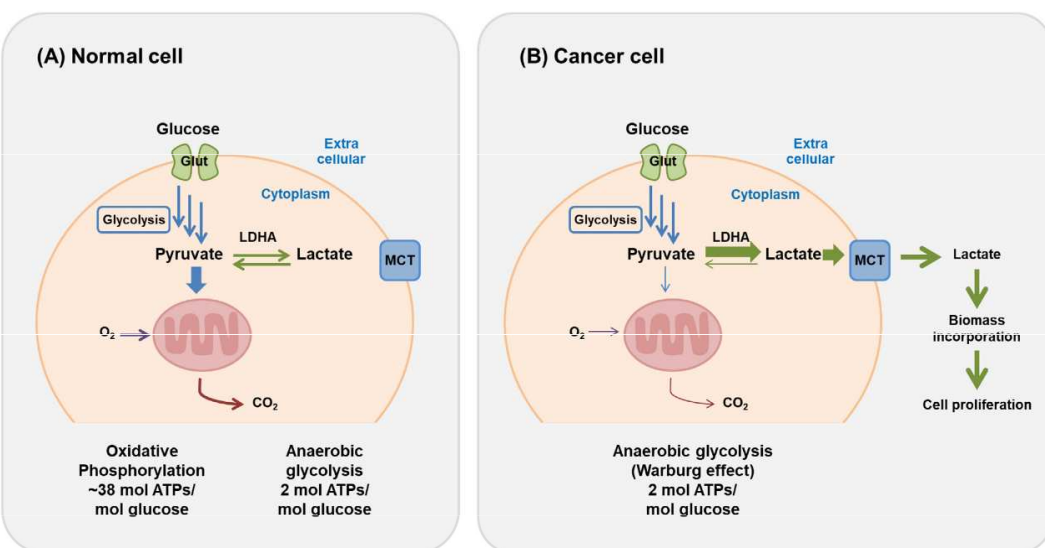 (A) Normal cell
Glucose
Glut
Extra
cellular
Cytoplasm
Glycolysis
Pyruvate
LDHA
Lactate
MCT
O2
CO2
Oxidative
Phosphorylation
~38 mol ATPs/
mol glucose
Anaerobic
glycolysis
2 mol ATPs/
mol glucose
(B) Cancer cell
Glucose
Glut
Extra
cellular
Cytoplasm
Glycolysis
Pyruvate
LDHA
Lactate
MCT
Lactate
Biomass
incorporation
Cell proliferation
O2
CO2
Anaerobic glycolysis
(Warburg effect)
2 mol ATPs/
mol glucose